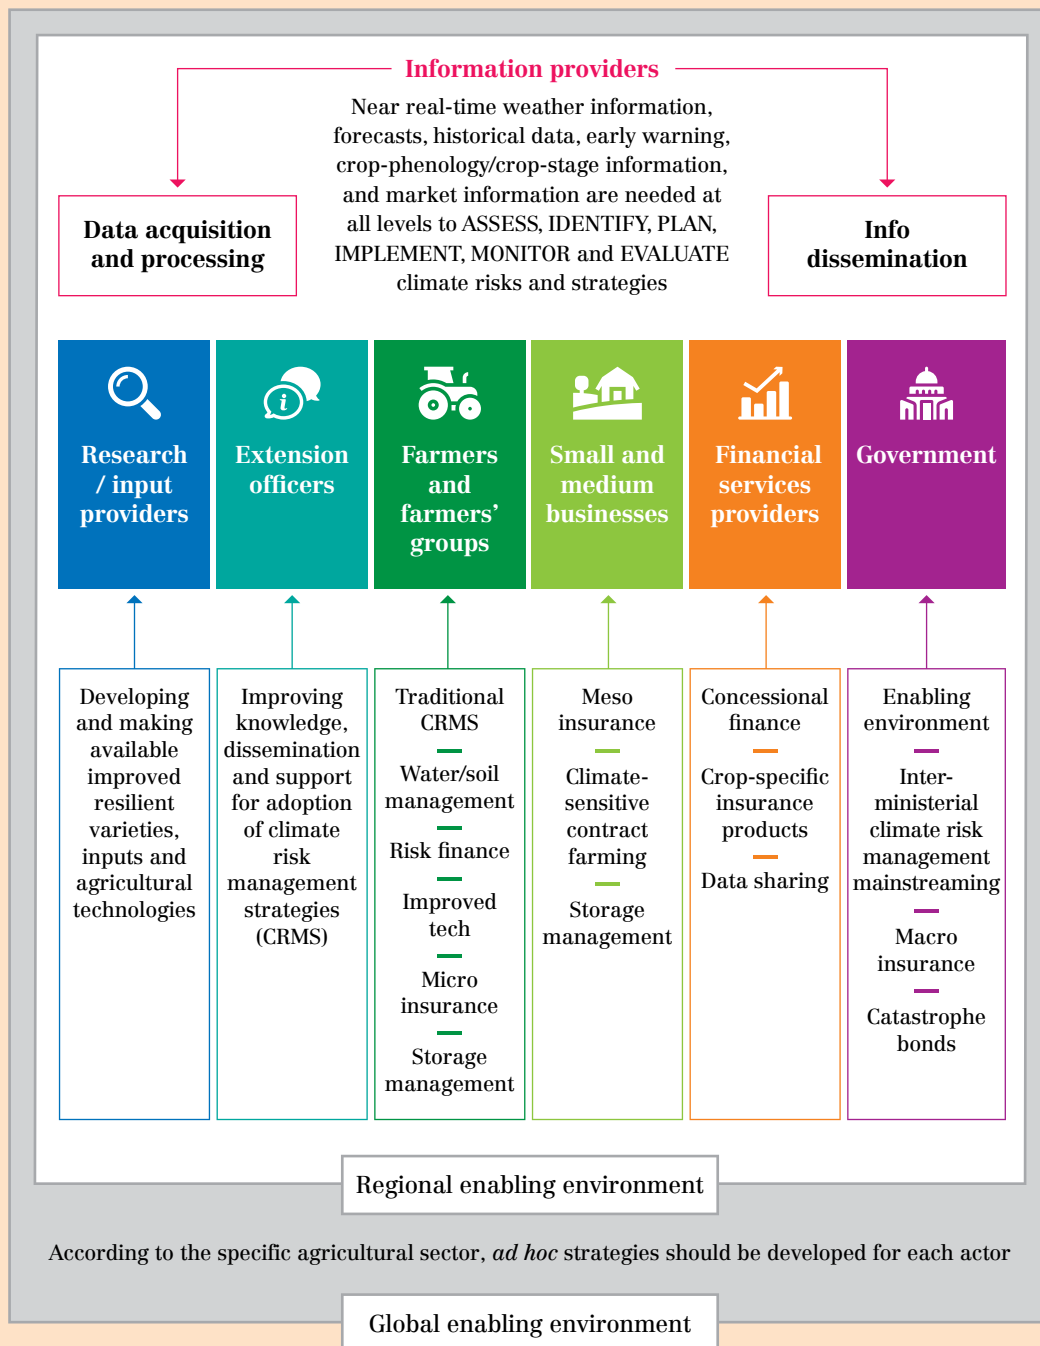 Information providers
Near real-time weather information,
forecasts, historical data, early warning,
crop-phenology/crop-stage information,
and market information are needed at
all levels to ASSESS, IDENTIFY, PLAN,
IMPLEMENT, MONITOR and EVALUATE
climate risks and strategies
Data acquisition
and processing
Info
dissemination
Research
/ input
providers
Extension
officers
Farmers
and
farmers’
groups
Small and
medium
businesses
Financial
services
providers
Government
Developing
and making
available
improved
resilient
varieties,
inputs and
agricultural
technologies
Improving
knowledge,
dissemination
and support
for adoption
of climate
risk
management
strategies
(CRMS)
Traditional
CRMS
Water/soil
management
Risk finance
Improved
tech
Micro
insurance
Storage
management
Meso
insurance
Climate-
sensitive
contract
farming
Storage
management
Concessional
finance
Crop-specific
insurance
products
Data sharing
Enabling
environment
Inter-
ministerial
climate risk
management
mainstreaming
Macro
insurance
Catastrophe
bonds
Regional enabling environment
According to the specific agricultural sector, ad hoc strategies should be developed for each actor
Global enabling environment